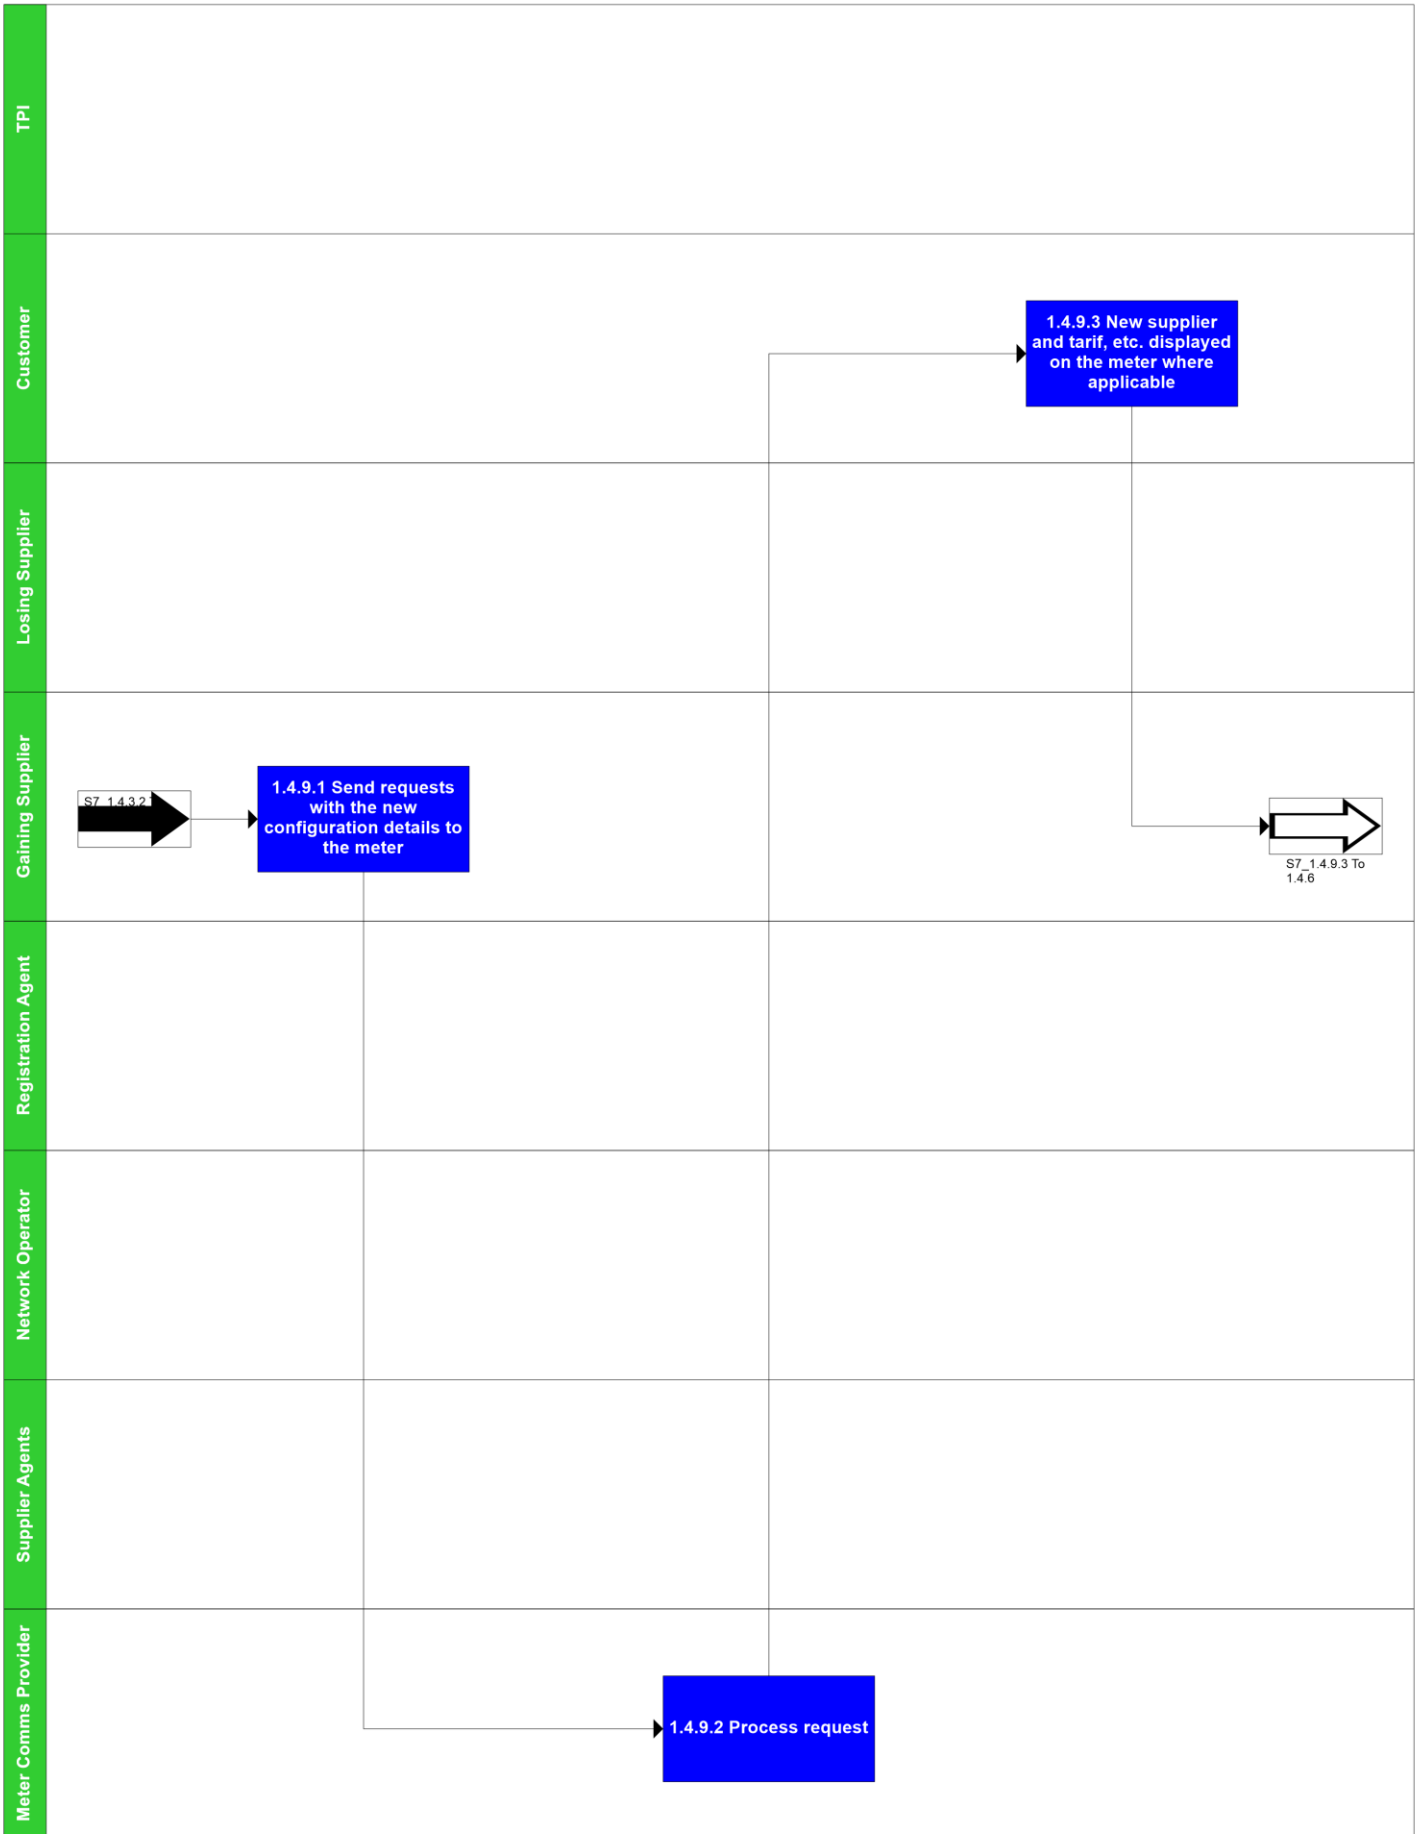 TPI
Customer
1.4.9.3 New supplier
and tarif, etc. displayed
on the meter where
applicable
Losing Supplier
Gaining Supplier
S7_1.4.3.2
1.4.9.1 Send requests
with the new
configuration details to
the meter
S7_1.4.9.3 To
1.4.6
Registration Agent
Network Operator
Supplier Agents
Meter Comms Provider
1.4.9.2 Process request